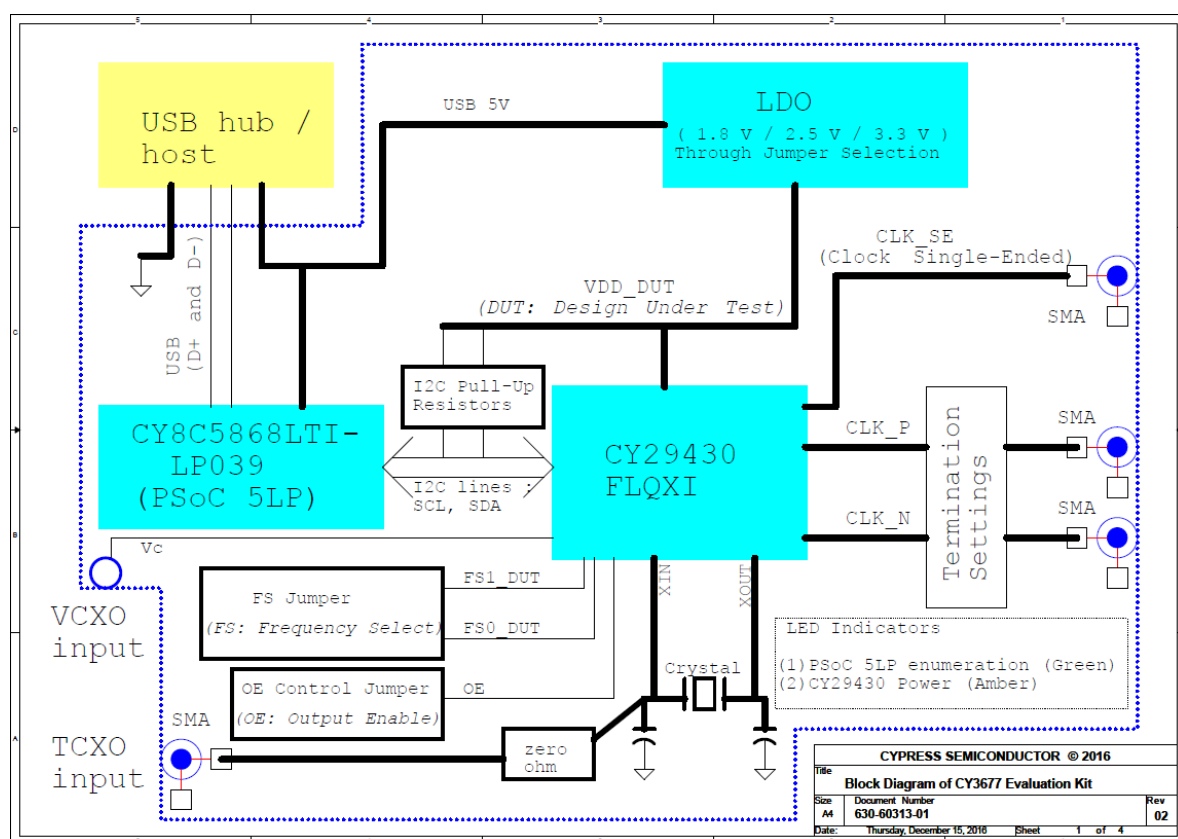 5
4
3
2
1
D
C
B
A
USB hub /
host
USB 5V
LDO
( 1.8 V / 2.5 V / 3.3 V )
Through Jumper Selection
CLK_SE
(Clock Single-Ended)
SMA
USB
(D+ and D-)
VDD_DUT
(DUT: Design Under Test)
I2C Pull-Up
Resistors
CY8C5868LTI-
LP039
(PSoC 5LP)
I2C lines :
SCL, SDA
CY29430
FLQXI
CLK_P
CLK_N
Termination
Settings
SMA
SMA
Vc
VCXO
input
FS Jumper
(FS: Frequency Select)
FS1_DUT
FS0_DUT
XIN
XOUT
OE Control Jumper
(OE: Output Enable)
OE
Crystal
LED Indicators
(1)PSoC 5LP enumeration (Green)
(2)CY29430 Power (Amber)
SMA
TCXO
input
zero
ohm
CYPRESS SEMICONDUCTOR © 2016
Title
Block Diagram of CY3677 Evaluation Kit
Size Document Number Rev
A4 630-60313-01 02
Date: Thursday, December 15, 2016 Sheet 1 of 4